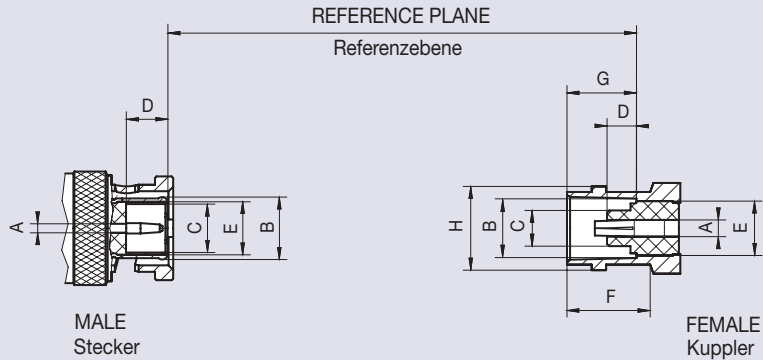 REFERENCE PLANE
Referenzebene
G
D
D
A
C
E
B
H
B
C
A
E
F
MALE
Stecker
FEMALE
Kuppler